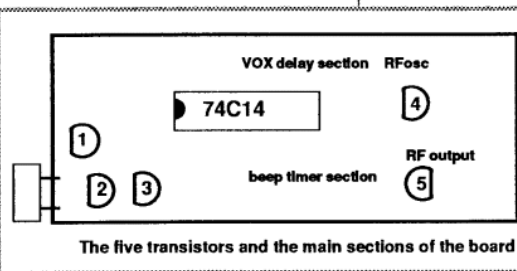 VOX delay section RFosc
74C14
4
1
RF output
2 3
beep timer section
5
The five transistors and the main sections of the board